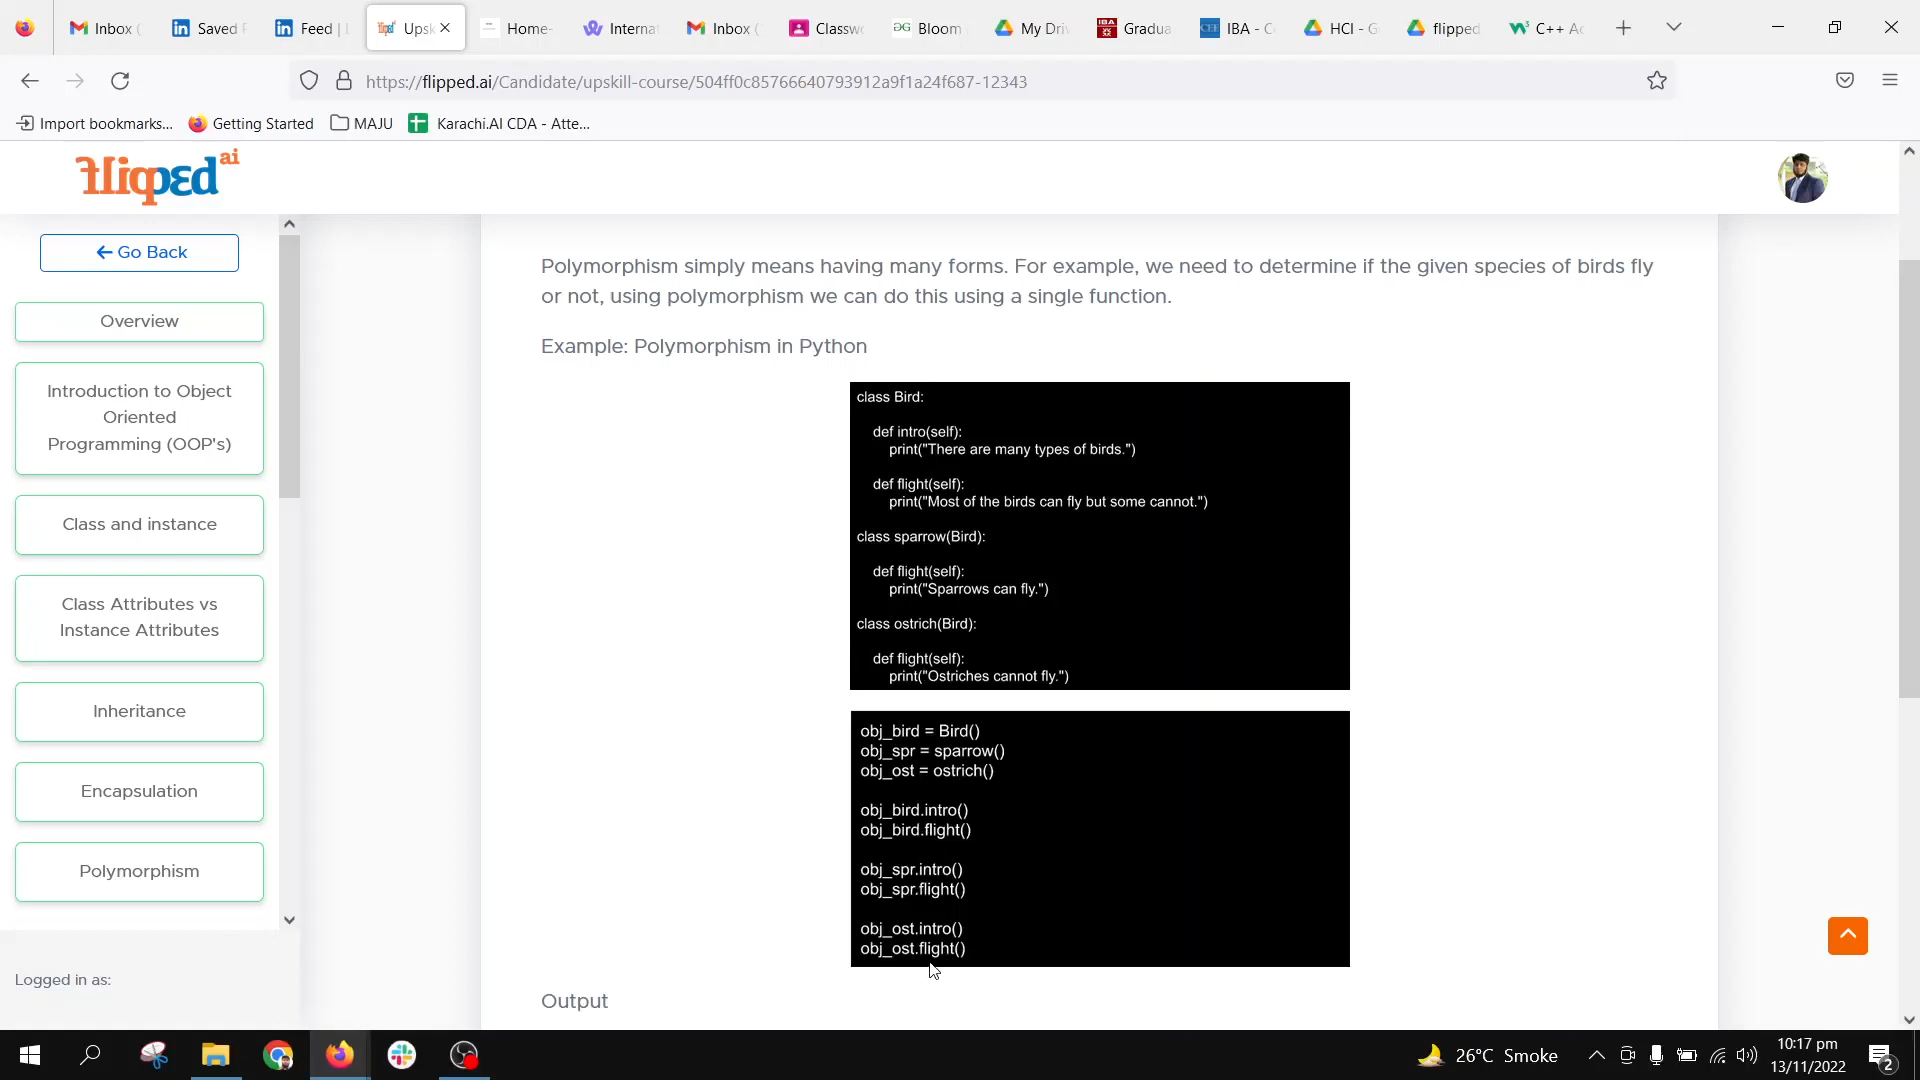 Inbox (
Saved
Feed |
Upsk
Home-
Interna
Inbox (
Classw
Bloom
My Dri
Gradua
IBA - C
HCI - G
flipped
C++ Ac
https://flipped.ai/Candidate/upskill-course/504ff0c85766640793912a9f1a24f687-12343
Import bookmarks...
Getting Started
MAJU
Karachi.AI CDA - Atte...
flipped ai
Go Back
Overview
Introduction to Object
Oriented
Programming (OOP's)
Class and instance
Class Attributes vs
Instance Attributes
Inheritance
Encapsulation
Polymorphism
Logged in as:
Polymorphism simply means having many forms. For example, we need to determine if the given species of birds fly
or not, using polymorphism we can do this using a single function.
Example: Polymorphism in Python
class Bird:
def intro(self):
print("There are many types of birds.")
def flight(self):
print("Most of the birds can fly but some cannot.")
class sparrow(Bird):
def flight(self):
print("Sparrows can fly.")
class ostrich(Bird):
def flight(self):
print("Ostriches cannot fly.")
obj_bird = Bird()
obj_spr = sparrow()
obj_ost = ostrich()
obj_bird.intro()
obj_bird.flight()
obj_spr.intro()
obj_spr.flight()
obj_ost.intro()
obj_ost.flight()
Output
26°C Smoke
10:17 pm
13/11/2022
2